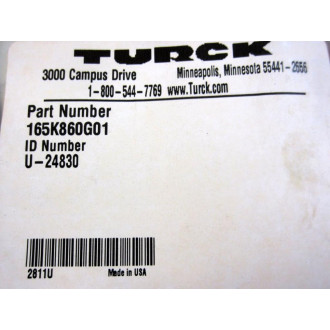 TURCK
3000 Campus Drive Minneapolis, Minnesota 55441-2656
1-800-544-7769 www.Turck.com
Part Number
165K860G01
ID Number
U-24830
2811U Made in USA